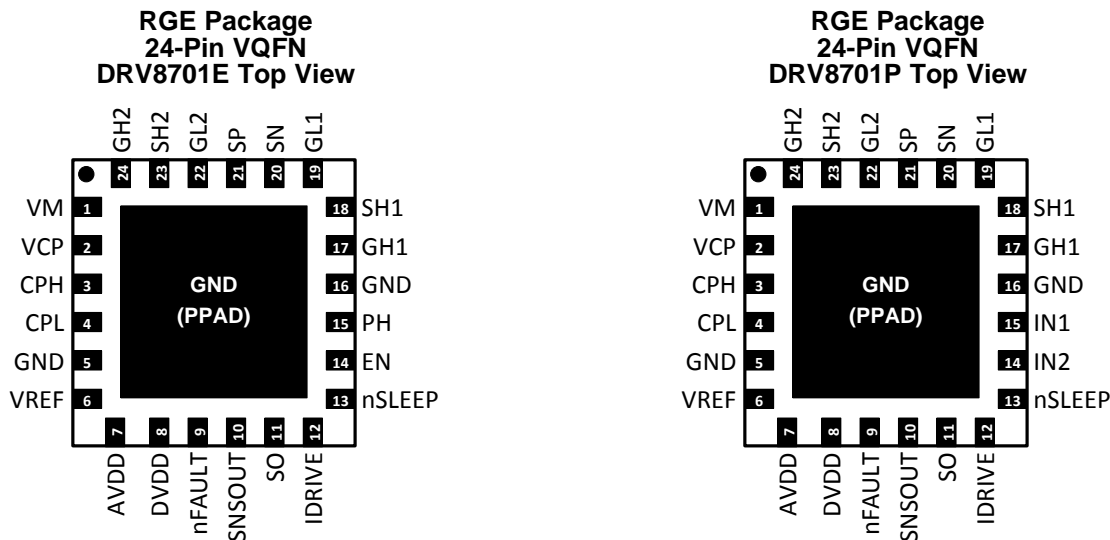 RGE Package
24-Pin VQFN
DRV8701E Top View
GH2
SH2
GL2
SP
SN
GL1
24
23
22
21
20
19
VM 1
VCP 2
CPH 3
CPL 4
GND 5
VREF 6
GND
(PPAD)
18 SH1
17 GH1
16 GND
15 PH
14 EN
13 nSLEEP
7
8
9
10
11
12
AVDD
DVDD
nFAULT
SNSOUT
SO
IDRIVE
RGE Package
24-Pin VQFN
DRV8701P Top View
GH2
SH2
GL2
SP
SN
GL1
24
23
22
21
20
19
VM 1
VCP 2
CPH 3
CPL 4
GND 5
VREF 6
GND
(PPAD)
18 SH1
17 GH1
16 GND
15 IN1
14 IN2
13 nSLEEP
7
8
9
10
11
12
AVDD
DVDD
nFAULT
SNSOUT
SO
IDRIVE